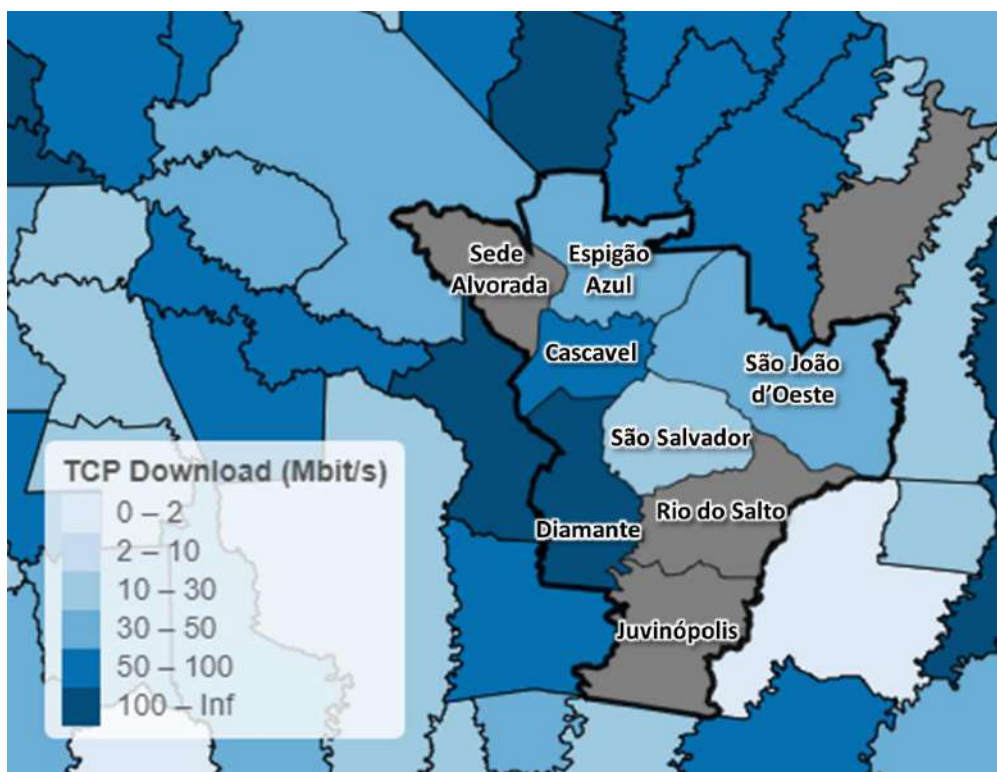 Sede
Alvorada
Espigão
Azul
Cascavel
São João
d'Oeste
São Salvador
Rio do Salto
Diamante
Juvinópolis
TCP Download (Mbit/s)
0 – 2
2 – 10
10 – 30
30 – 50
50 – 100
100 – Inf